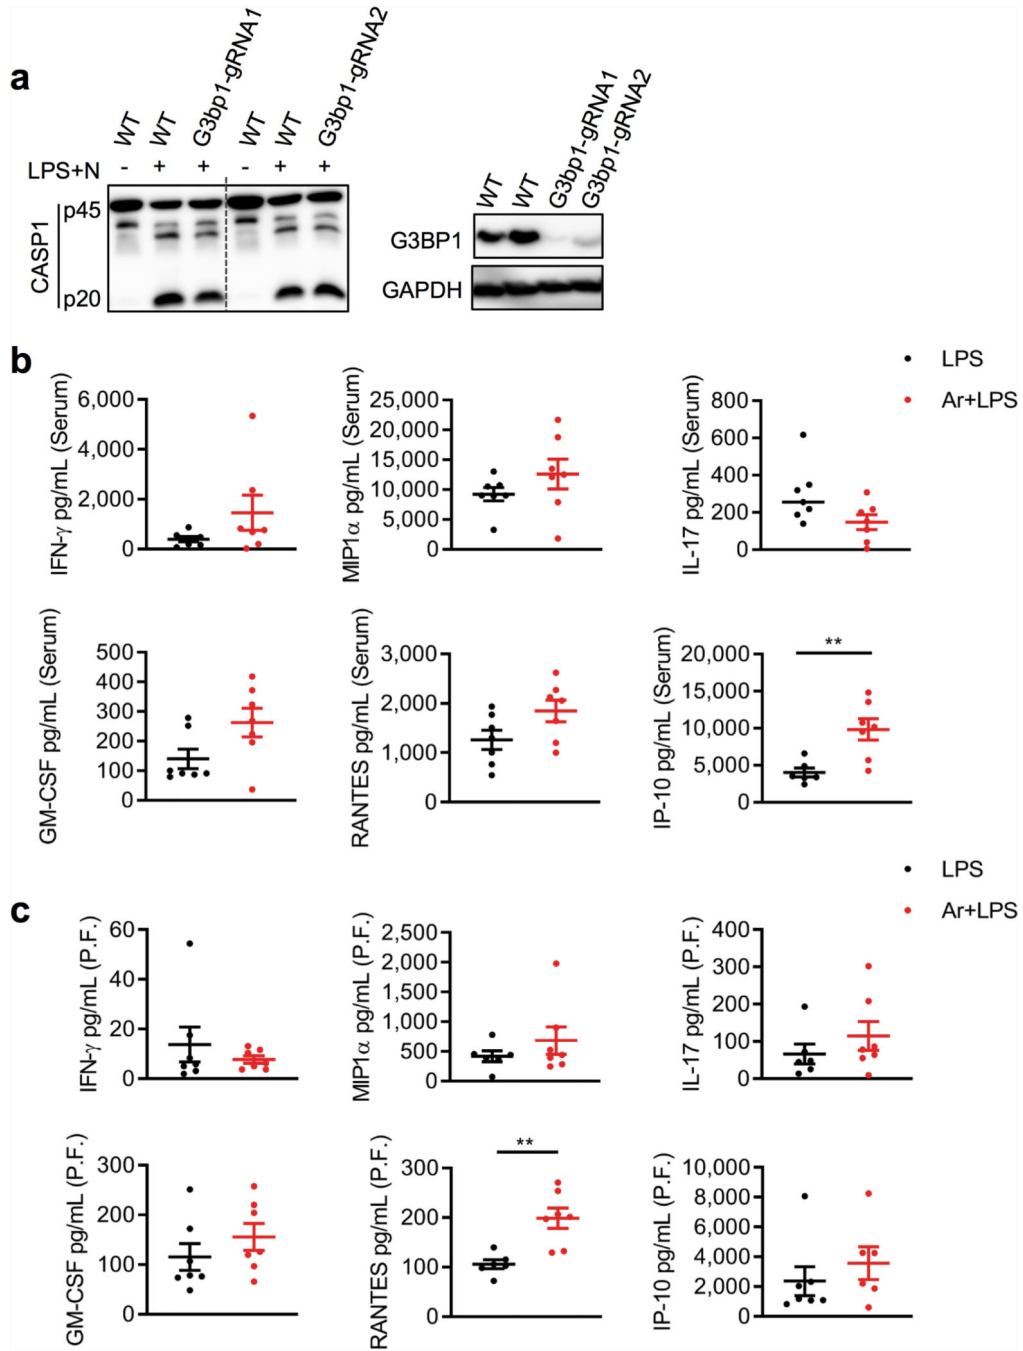 a
WT
WT
G3bp1-gRNA1
WT
WT
G3bp1-gRNA2
LPS+N - + + - + +
CASP1
p45
p20
WT
WT
G3bp1-gRNA1
G3bp1-gRNA2
G3BP1
GAPDH
b
LPS
Ar+LPS
IFN-γ pg/mL (Serum)
6,000
4,000
2,000
0
MIP1α pg/mL (Serum)
25,000
20,000
15,000
10,000
5,000
0
IL-17 pg/mL (Serum)
800
600
400
200
0
GM-CSF pg/mL (Serum)
500
400
300
200
100
0
RANTES pg/mL (Serum)
3,000
2,000
1,000
0
IP-10 pg/mL (Serum)
20,000
15,000
10,000
5,000
0
**
c
LPS
Ar+LPS
IFN-γ pg/mL (P.F.)
60
40
20
0
MIP1α pg/mL (P.F.)
2,500
2,000
1,500
1,000
500
0
IL-17 pg/mL (P.F.)
400
300
200
100
0
GM-CSF pg/mL (P.F.)
300
200
100
0
RANTES pg/mL (P.F.)
300
200
100
0
**
IP-10 pg/mL (P.F.)
10,000
8,000
6,000
4,000
2,000
0